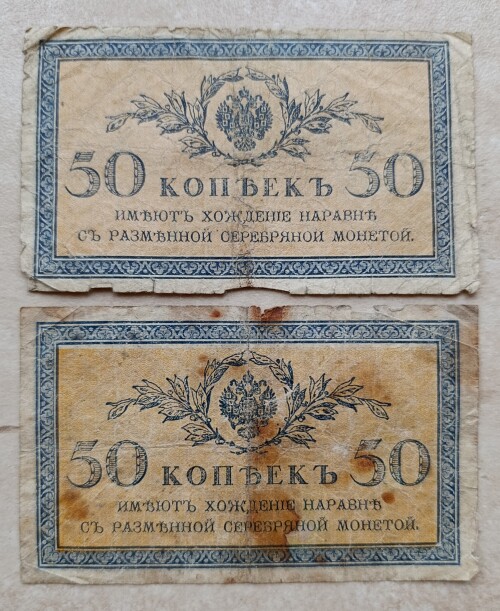 50 КОПѢЕКЪ 50
ИМѢЮТЪ ХОЖДЕНІЕ НАРАВНѢ
СЪ РАЗМѢННОЙ СЕРЕБРЯНОЙ МОНЕТОЙ.
50 КОПѢЕКЪ 50
ИМѢЮТЪ ХОЖДЕНІЕ НАРАВНѢ
СЪ РАЗМѢННОЙ СЕРЕБРЯНОЙ МОНЕТОЙ.